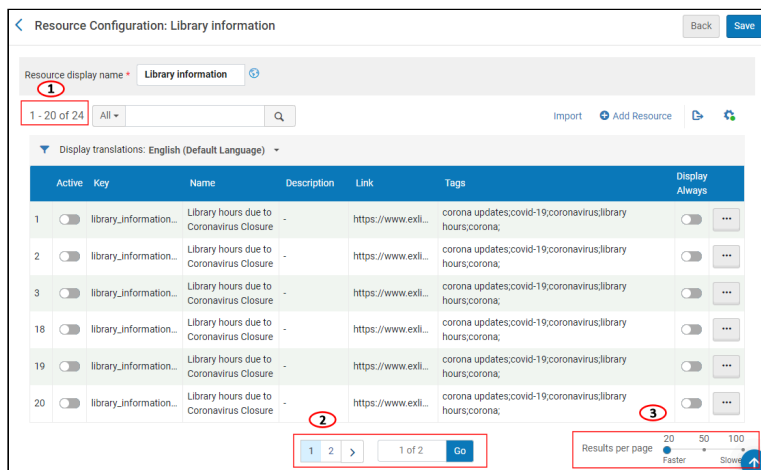 Resource Configuration: Library information
Back
Save
Resource display name * Library information
1
1 - 20 of 24 All
Import Add Resource
Display translations: English (Default Language)
Active Key Name Description Link Tags Display Always
1 library_information... Library hours due to Coronavirus Closure - https://www.exli... corona updates;covid-19;coronavirus;library hours;corona; ...
2 library_information... Library hours due to Coronavirus Closure - https://www.exli... corona updates;covid-19;coronavirus;library hours;corona; ...
3 library_information... Library hours due to Coronavirus Closure - https://www.exli... corona updates;covid-19;coronavirus;library hours;corona; ...
18 library_information... Library hours due to Coronavirus Closure - https://www.exli... corona updates;covid-19;coronavirus;library hours;corona; ...
19 library_information... Library hours due to Coronavirus Closure - https://www.exli... corona updates;covid-19;coronavirus;library hours;corona; ...
20 library_information... Library hours due to Coronavirus Closure - https://www.exli... corona updates;covid-19;coronavirus;library hours;corona; ...
2
3
1 2 > 1 of 2 Go
Results per page 20 50 100
Faster Slowe